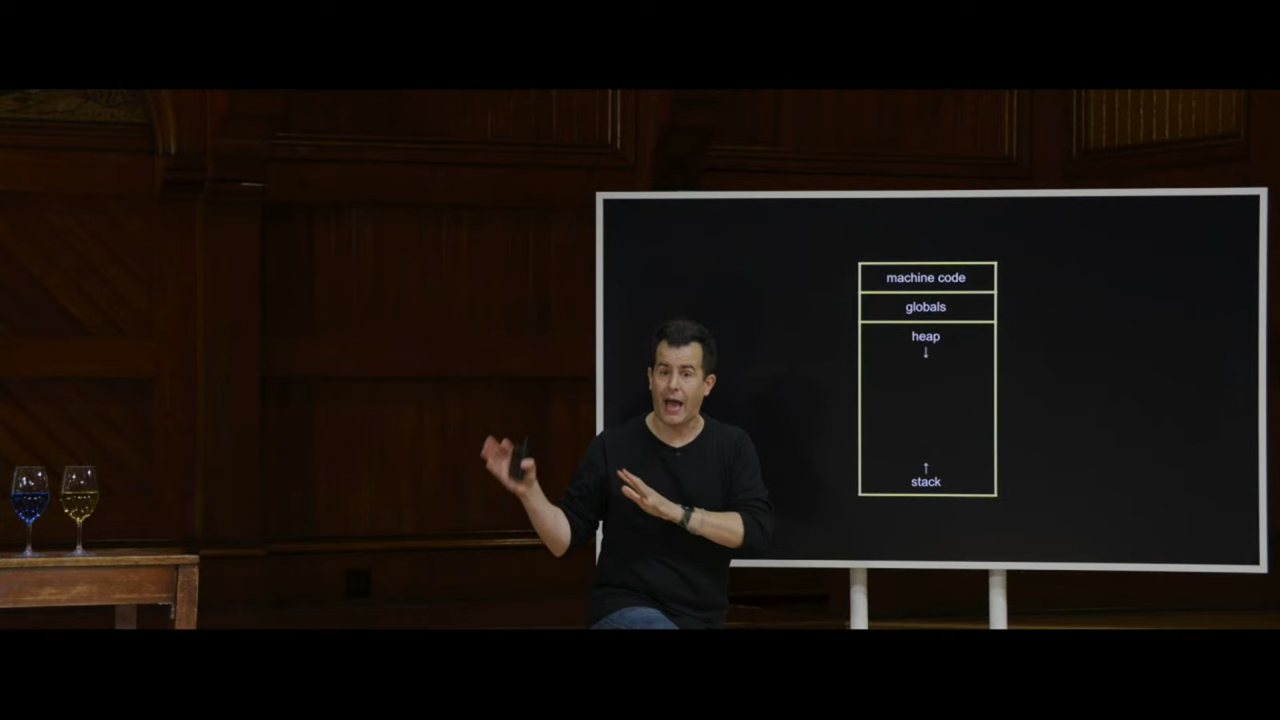 machine code
globals
heap
↓
↑
stack